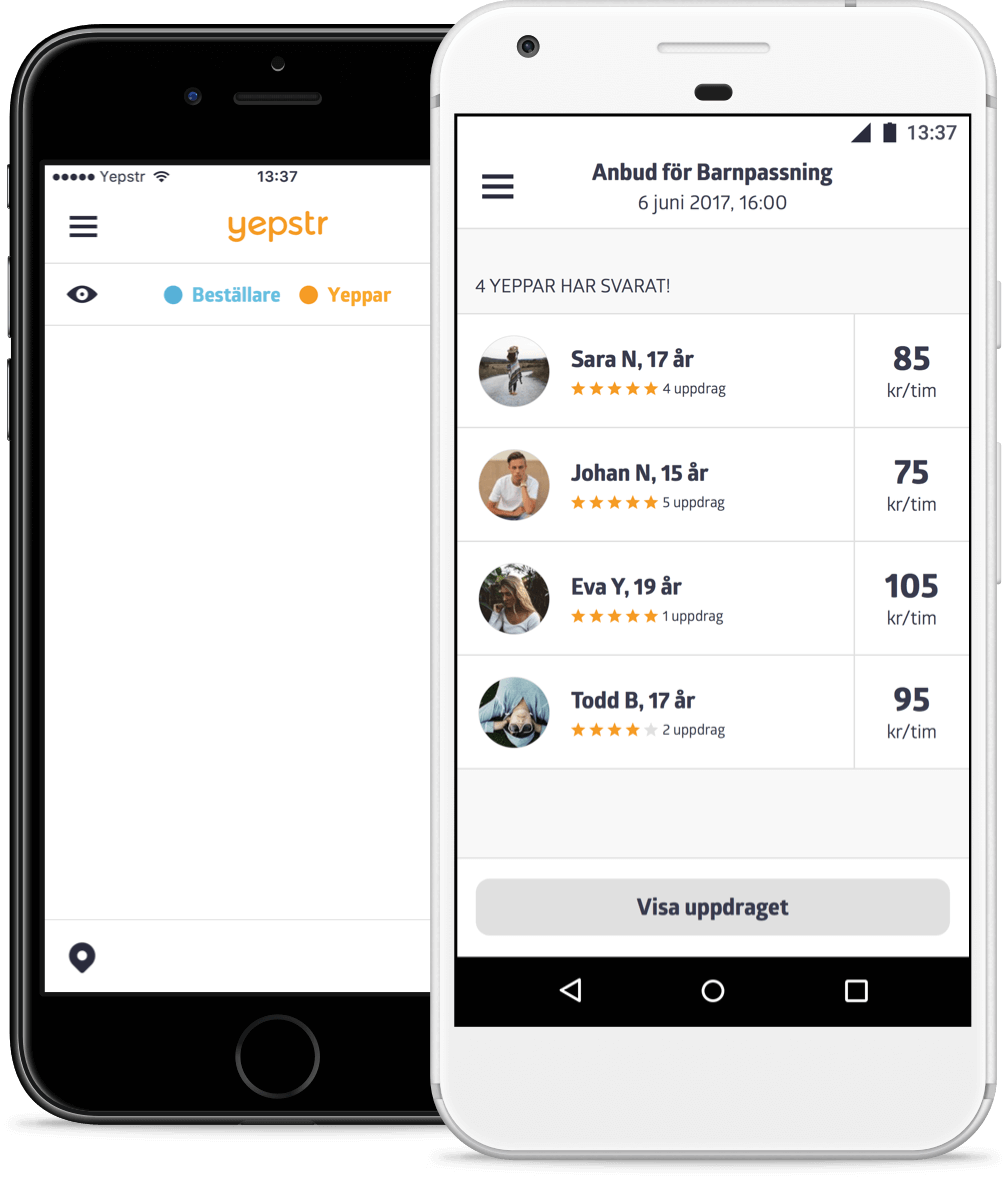 Yepstr
13:37
yepstr
Beställare
Yeppar
13:37
Anbud för Barnpassning
6 juni 2017, 16:00
4 YEPPAR HAR SVARAT!
Sara N, 17 år
4 uppdrag
85
kr/tim
Johan N, 15 år
5 uppdrag
75
kr/tim
Eva Y, 19 år
1 uppdrag
105
kr/tim
Todd B, 17 år
2 uppdrag
95
kr/tim
Visa uppdraget